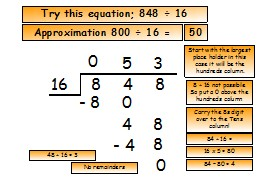 Try this equation; 848 ÷ 16
Approximation 800 ÷ 16 = 50
0 5 3
16 8 4 8
- 8 0
4 8
- 4 8
0
48 ÷ 16 = 3
No remainders
Start with the largest
place holder in this
case it will be the
hundreds column.
8 ÷ 16 not possible
So put a 0 above the
hundreds column
Carry the 8s digit
over to the Tens
column!
84 ÷ 16 =
16 x 5 = 80
84 - 80 = 4